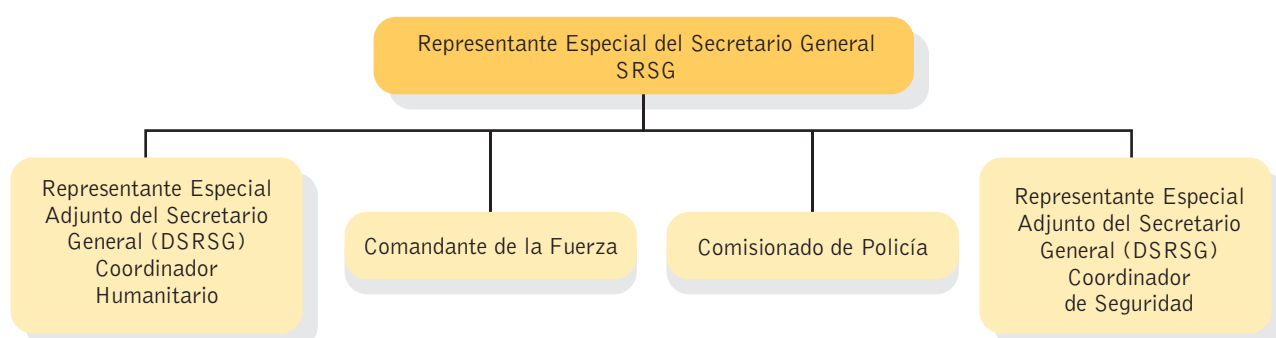 Representante Especial del Secretario General
SRSG
Representante Especial
Adjunto del Secretario
General (DSRSG)
Coordinador
Humanitario
Comandante de la Fuerza
Comisionado de Policía
Representante Especial
Adjunto del Secretario
General (DSRSG)
Coordinador
de Seguridad